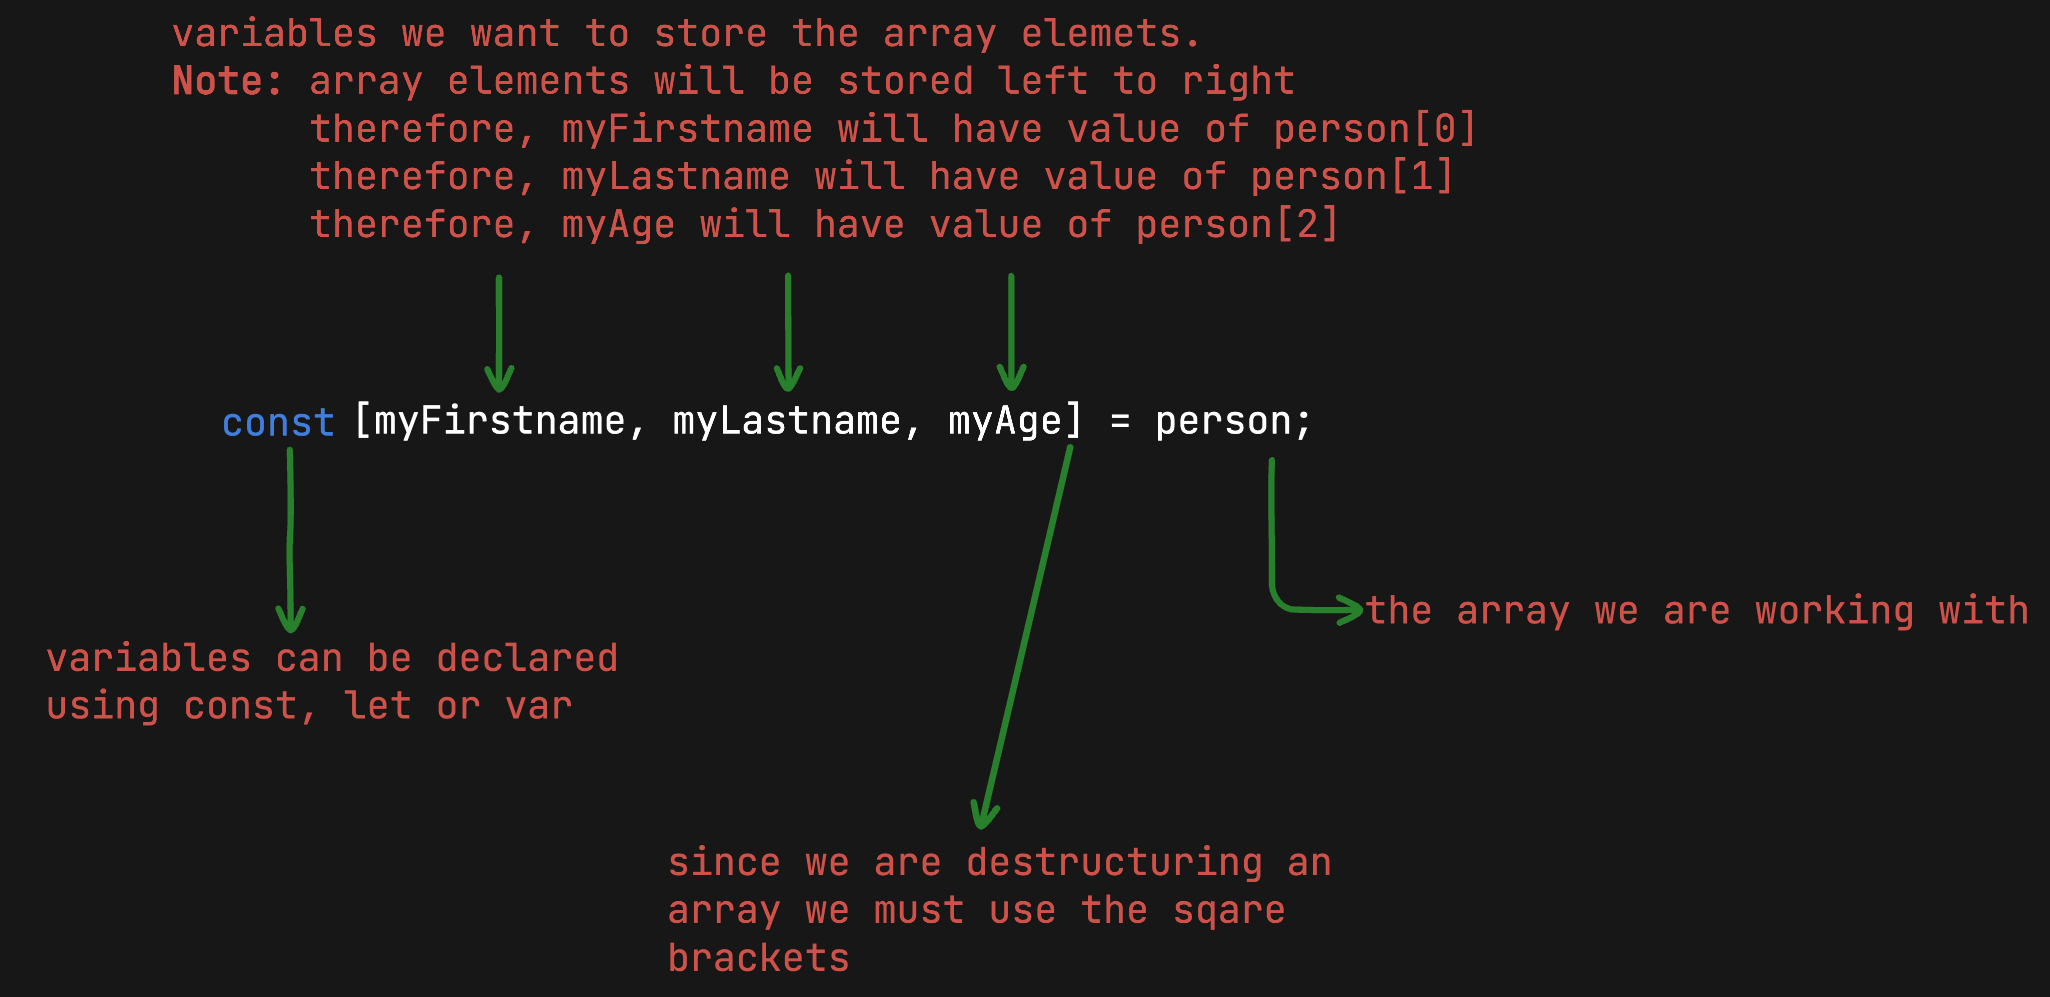 variables we want to store the array elemets.
Note: array elements will be stored left to right
therefore, myFirstname will have value of person[0]
therefore, myLastname will have value of person[1]
therefore, myAge will have value of person[2]
const [myFirstname, myLastname, myAge] = person;
the array we are working with
variables can be declared
using const, let or var
since we are destructuring an
array we must use the sqare
brackets